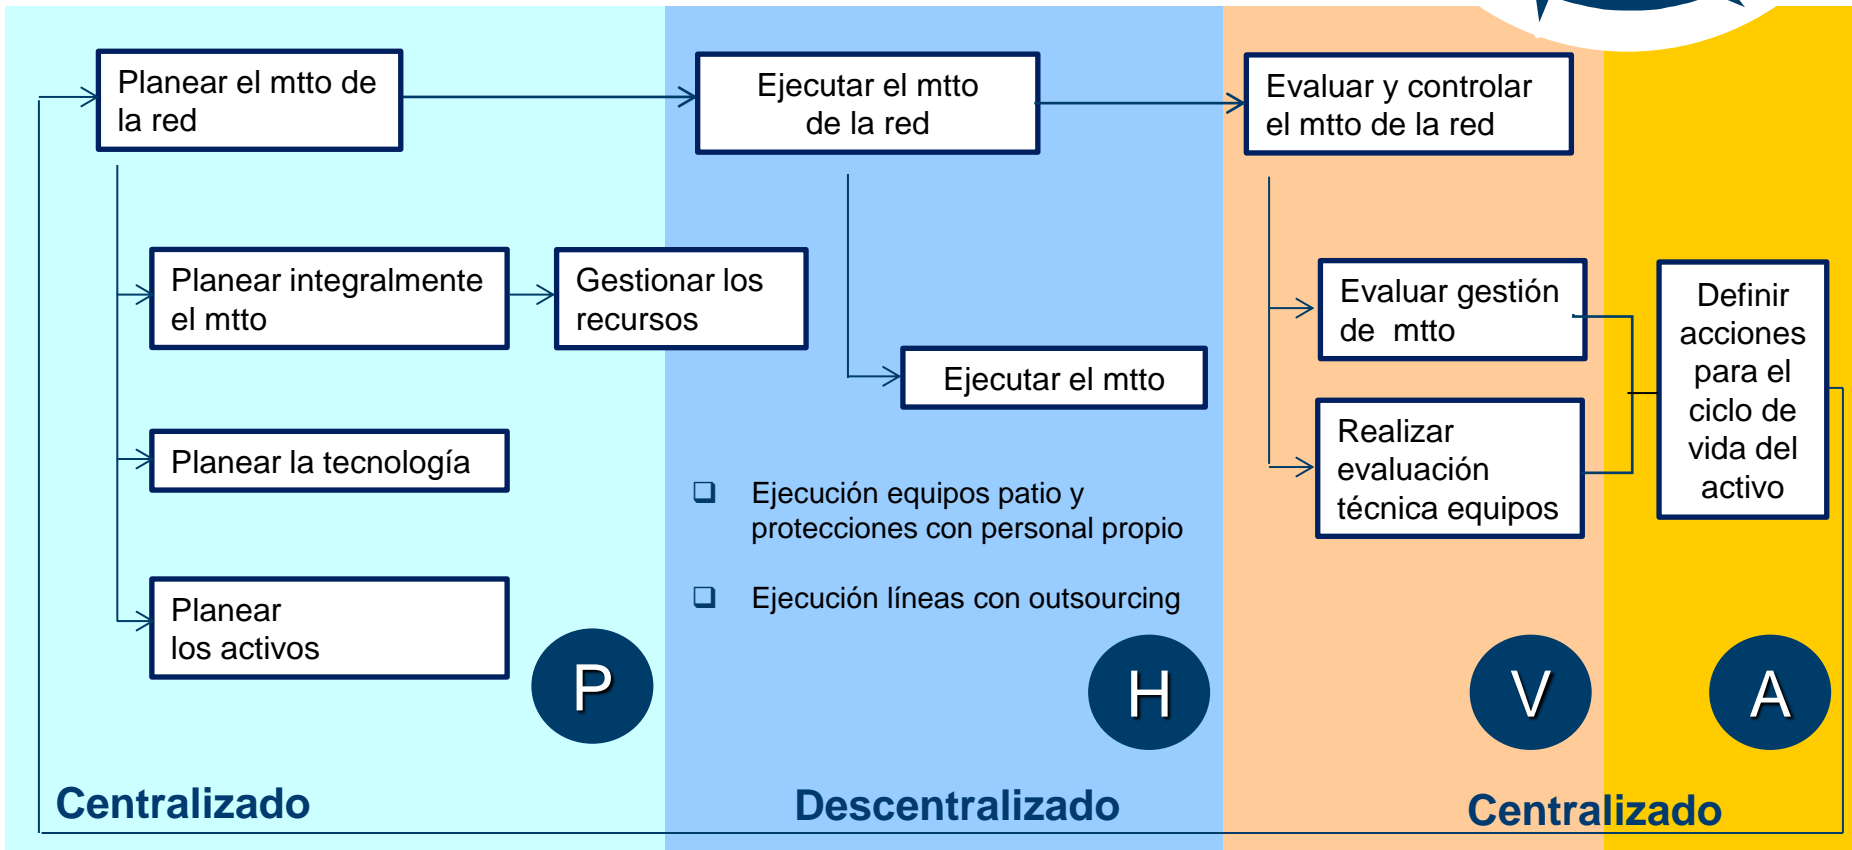 Planear el mtto de
la red
Ejecutar el mtto
de la red
Evaluar y controlar
el mtto de la red
Planear integralmente
el mtto
Gestionar los
recursos
Ejecutar el mtto
Planear la tecnología
Planear
los activos
❑ Ejecución equipos patio y
protecciones con personal propio
❑ Ejecución líneas con outsourcing
Evaluar gestión
de mtto
Realizar
evaluación
técnica equipos
Definir
acciones
para el
ciclo de
vida del
activo
P
H
V
A
Centralizado
Descentralizado
Centralizado